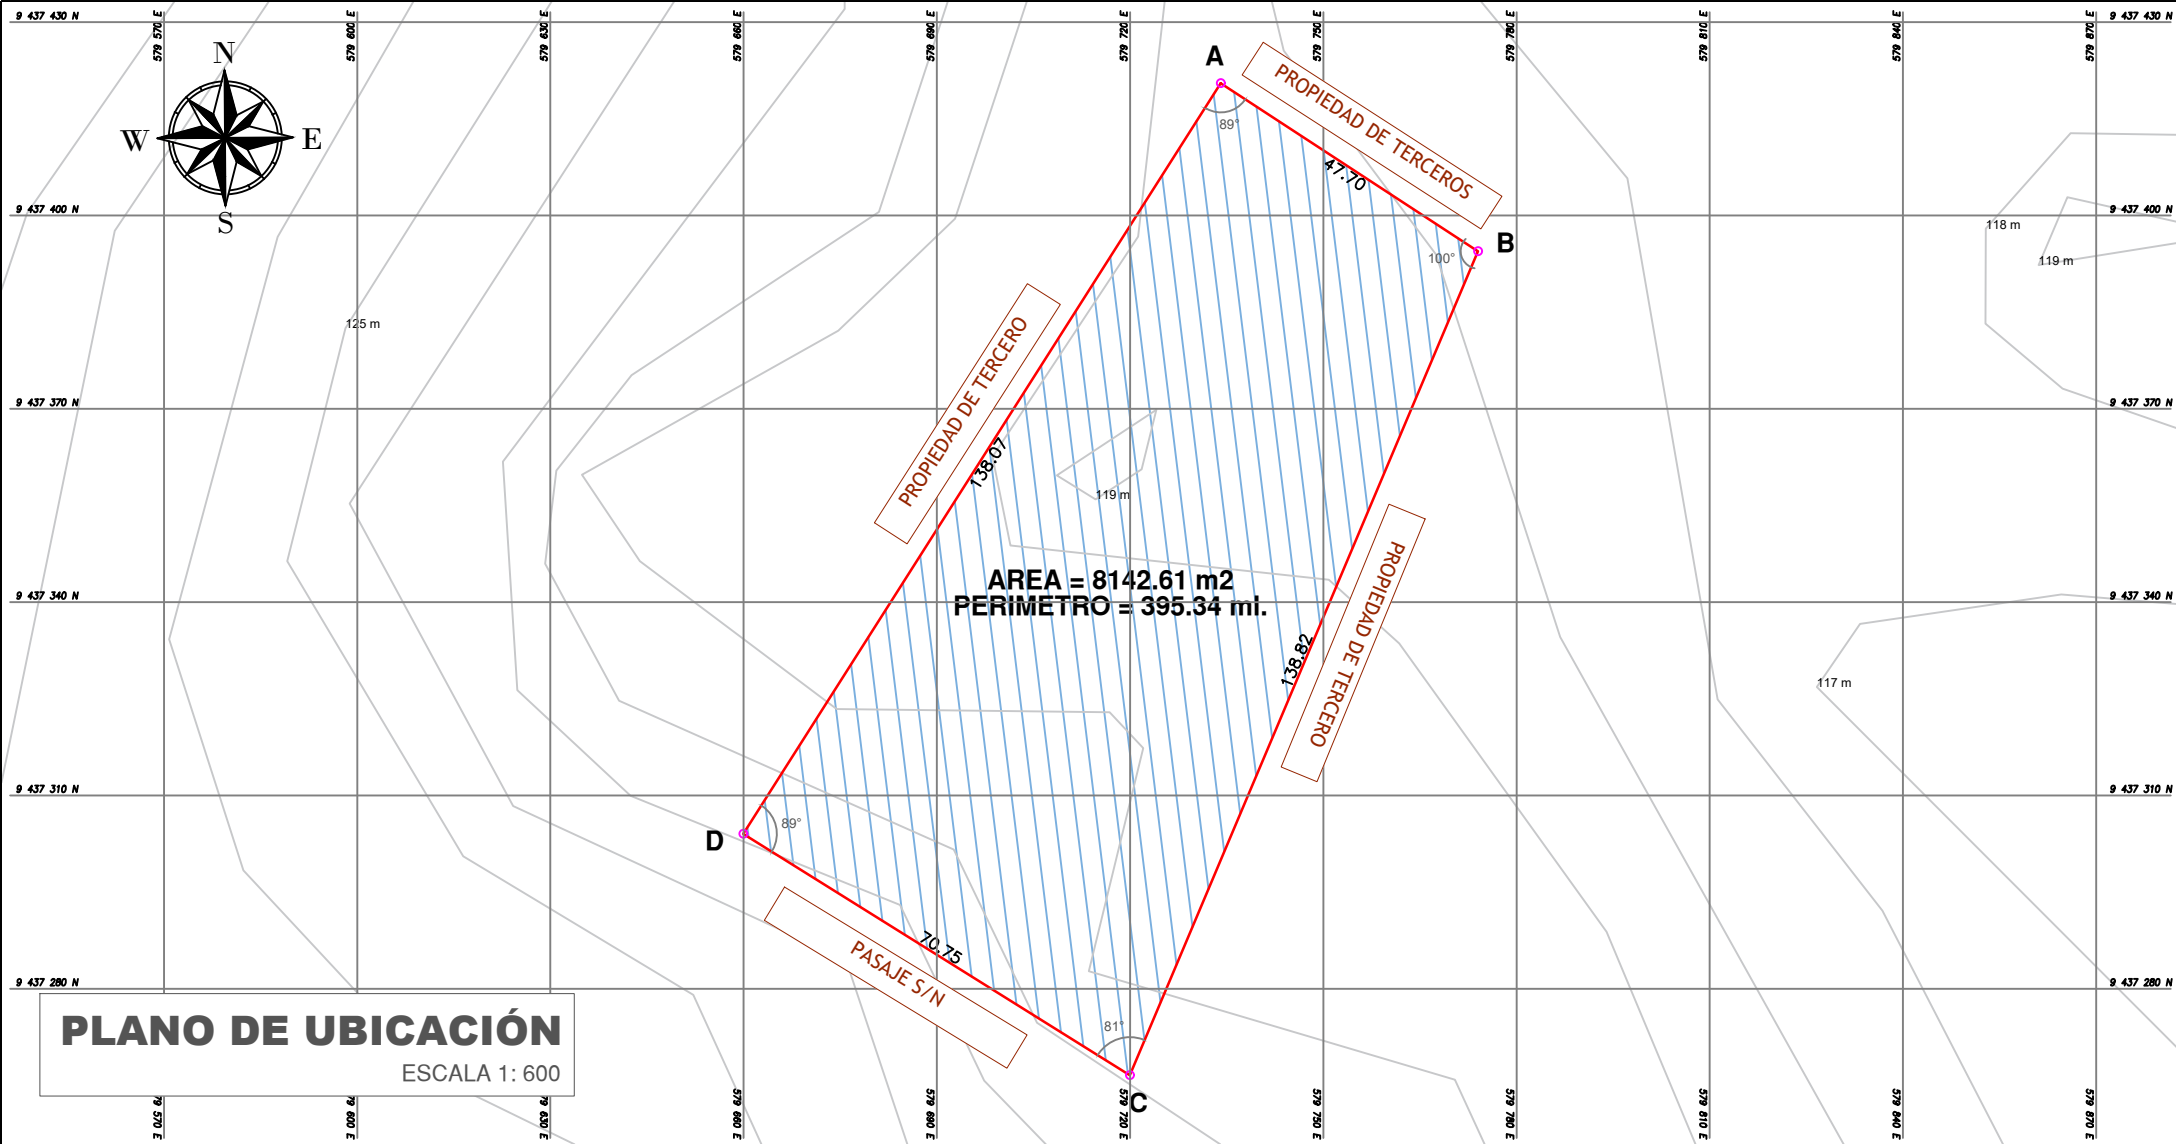 9 437 430 N
579 570 E
579 600 E
579 630 E
579 660 E
579 690 E
579 720 E
579 750 E
579 780 E
579 810 E
579 840 E
579 870 E
9 437 430 N
N
W
E
S
A
89°
PROPIEDAD DE TERCEROS
47.70
B
100°
9 437 400 N
9 437 400 N
118 m
119 m
125 m
PROPIEDAD DE TERCERO
138.07
9 437 370 N
9 437 370 N
119 m
AREA = 8142.61 m2
PERIMETRO = 395.34 ml.
9 437 340 N
9 437 340 N
PROPIEDAD DE TERCERO
138.82
117 m
9 437 310 N
9 437 310 N
D
89°
70.75
PASAJE S/N
9 437 280 N
9 437 280 N
81°
C
PLANO DE UBICACIÓN
ESCALA 1: 600
79 570 E
79 600 E
79 630 E
579 660 E
579 690 E
579 720 E
579 750 E
579 780 E
579 810 E
579 840 E
579 870 E